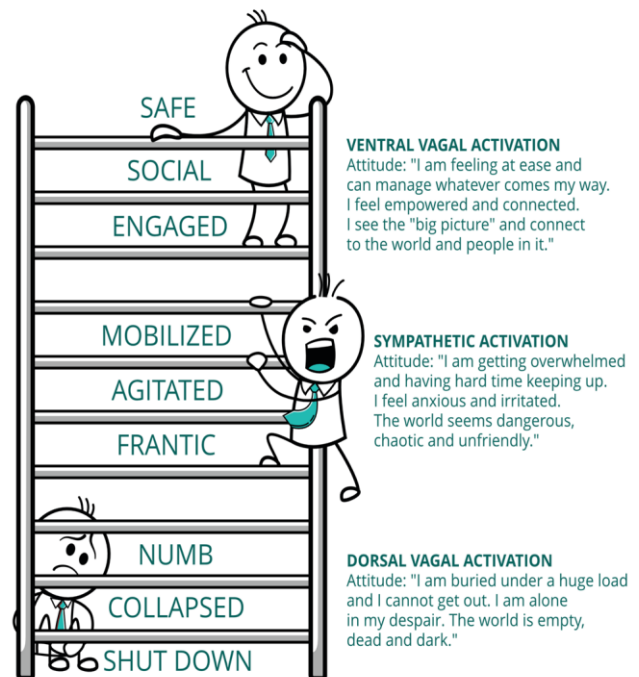 SAFE
SOCIAL
ENGAGED
VENTRAL VAGAL ACTIVATION
Attitude: "I am feeling at ease and
can manage whatever comes my way.
I feel empowered and connected.
I see the "big picture" and connect
to the world and people in it."
MOBILIZED
AGITATED
FRANTIC
SYMPATHETIC ACTIVATION
Attitude: "I am getting overwhelmed
and having hard time keeping up.
I feel anxious and irritated.
The world seems dangerous,
chaotic and unfriendly."
NUMB
COLLAPSED
SHUT DOWN
DORSAL VAGAL ACTIVATION
Attitude: "I am buried under a huge load
and I cannot get out. I am alone
in my despair. The world is empty,
dead and dark."